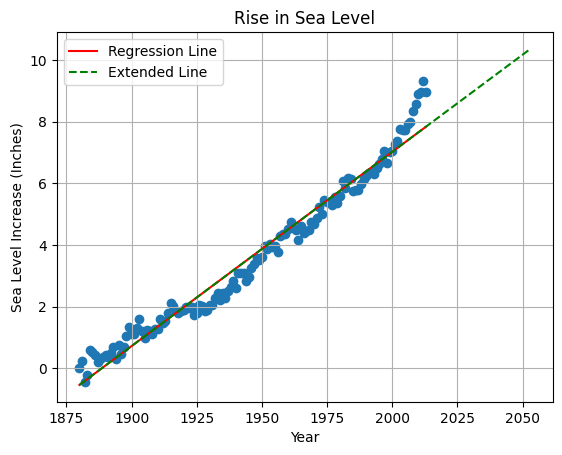 Rise in Sea Level
Regression Line
Extended Line
Sea Level Increase (Inches)
10
8
6
4
2
0
1875 1900 1925 1950 1975 2000 2025 2050
Year